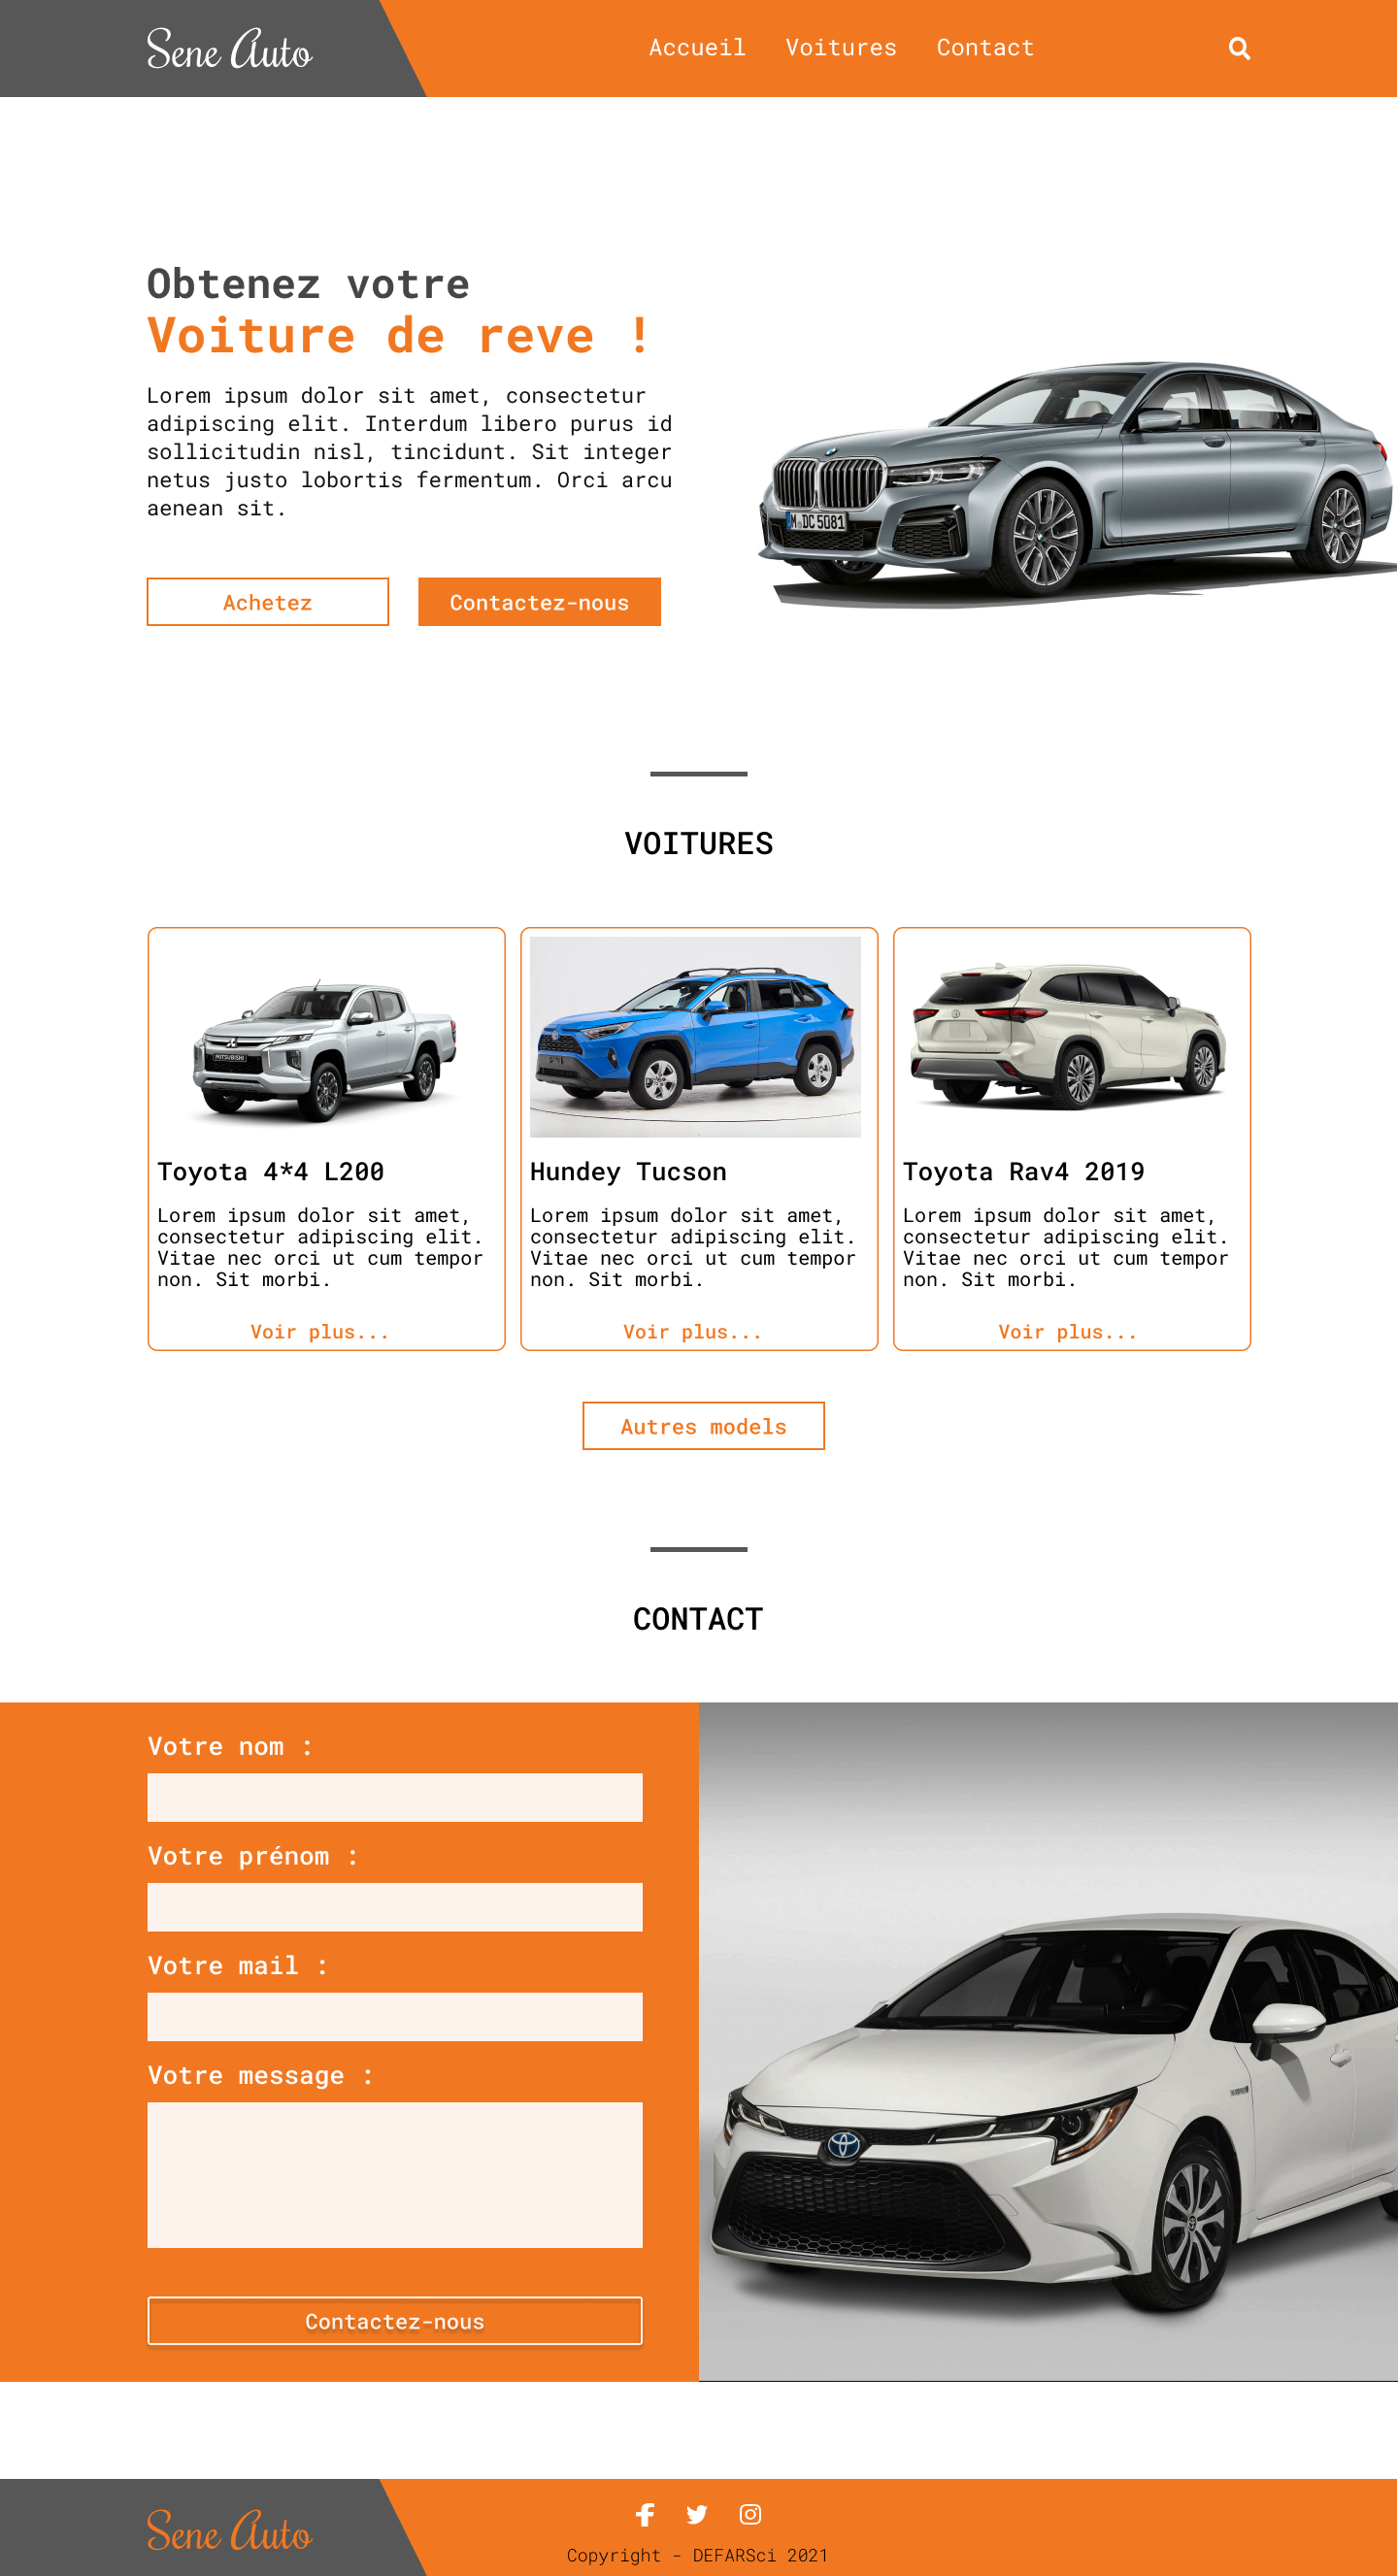 Sene Auto
Accueil Voitures Contact
Obtenez votre
Voiture de reve !
Lorem ipsum dolor sit amet, consectetur
adipiscing elit. Interdum libero purus id
sollicitudin nisl, tincidunt. Sit integer
netus justo lobortis fermentum. Orci arcu
aenean sit.
M DC 5081
Achetez
Contactez-nous
VOITURES
MITSUBISHI
Toyota 4*4 L200
Lorem ipsum dolor sit amet,
consectetur adipiscing elit.
Vitae nec orci ut cum tempor
non. Sit morbi.
Voir plus...
Hundey Tucson
Lorem ipsum dolor sit amet,
consectetur adipiscing elit.
Vitae nec orci ut cum tempor
non. Sit morbi.
Voir plus...
Toyota Rav4 2019
Lorem ipsum dolor sit amet,
consectetur adipiscing elit.
Vitae nec orci ut cum tempor
non. Sit morbi.
Voir plus...
Autres models
CONTACT
Votre nom :
Votre prénom :
Votre mail :
Votre message :
Contactez-nous
Sene Auto
Copyright - DEFARSci 2021